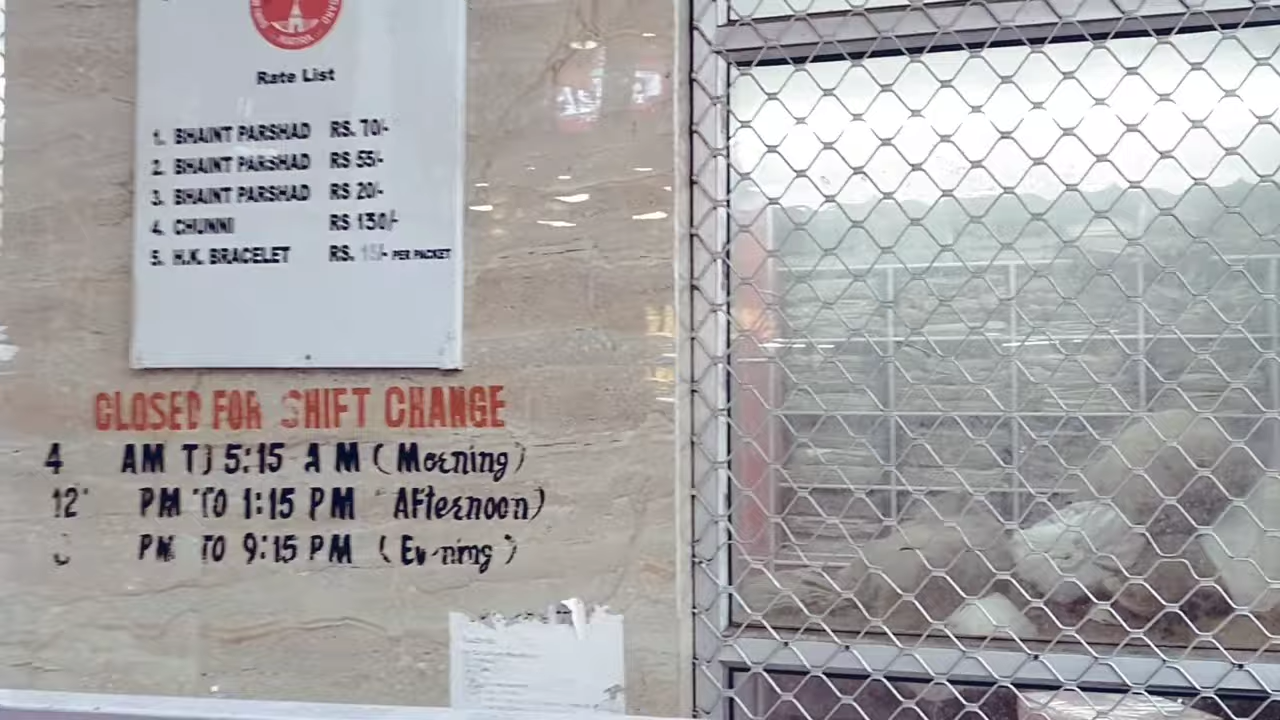 Rate List
1. BHAINT PARSHAD RS. 70/-
2. BHAINT PARSHAD RS 55/-
3. BHAINT PARSHAD RS 20/-
4. CHUNNI RS 130/-
5. H.K. BRACELET RS. PER PACKET
CLOSED FOR SHIFT CHANGE
4 AM TO 5:15 AM (Morning)
12 PM TO 1:15 PM Afternoon)
PM TO 9:15 PM (Evening)